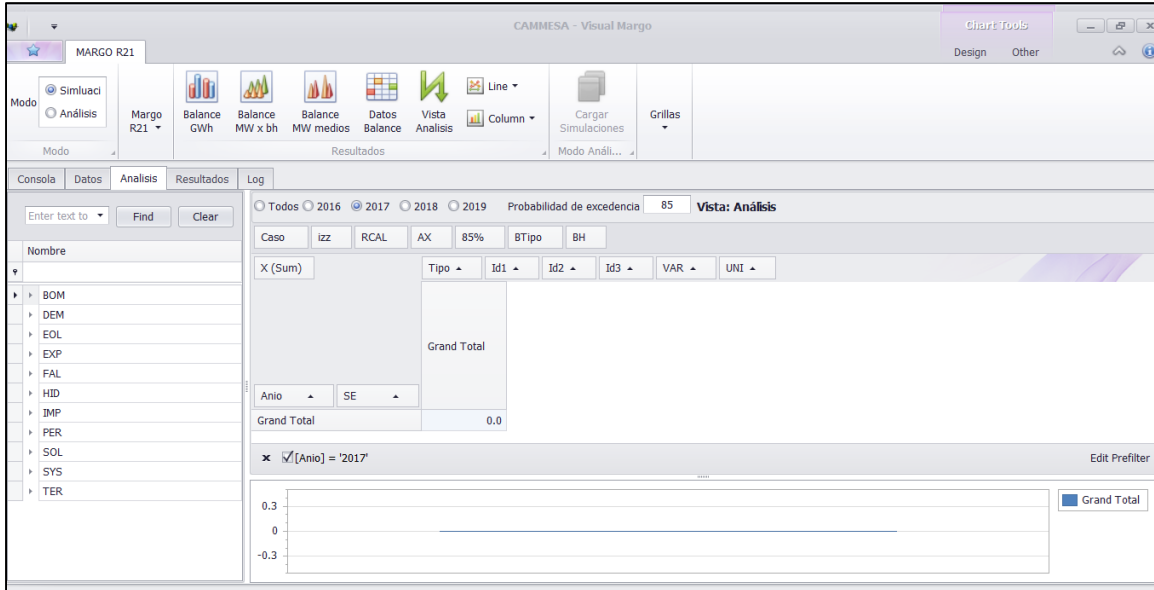 CAMMESA - Visual Margo
Chart Tools
MARGO R21
Design Other
Modo
Simluaci
Análisis
Modo
Margo R21
Balance GWh
Balance MW x bh
Balance MW medios
Datos Balance
Vista Analisis
Line
Column
Resultados
Cargar Simulaciones
Modo Análi...
Grillas
Consola Datos Analisis Resultados Log
Enter text to Find Clear
Todos 2016 2017 2018 2019 Probabilidad de excedencia 85 Vista: Análisis
Caso izz RCAL AX 85% BTipo BH
Nombre
X (Sum) Tipo Id1 Id2 Id3 VAR UNI
BOM
DEM
EOL
EXP
FAL
HID
IMP
PER
SOL
SYS
TER
Grand Total
Anio SE
Grand Total 0.0
x [Anio] = '2017' Edit Prefilter
0.3
0
-0.3
Grand Total